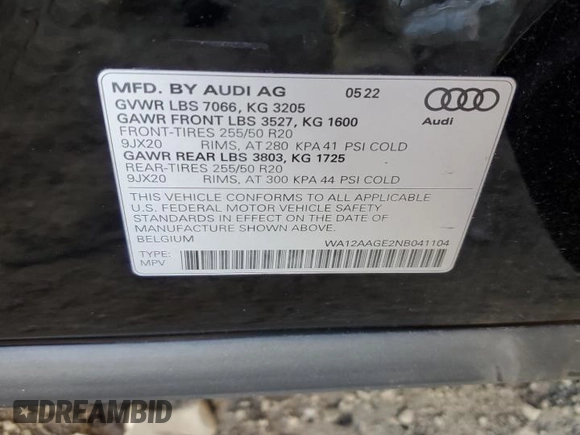 MFD. BY AUDI AG 05 22
GVWR LBS 7066, KG 3205
GAWR FRONT LBS 3527, KG 1600
FRONT-TIRES 255/50 R20
9JX20 RIMS, AT 280 KPA 41 PSI COLD
GAWR REAR LBS 3803, KG 1725
REAR-TIRES 255/50 R20
9JX20 RIMS, AT 300 KPA 44 PSI COLD
Audi
THIS VEHICLE CONFORMS TO ALL APPLICABLE
U.S. FEDERAL MOTOR VEHICLE SAFETY
STANDARDS IN EFFECT ON THE DATE OF
MANUFACTURE SHOWN ABOVE.
BELGIUM WA12AAGE2NB041104
TYPE:
MPV
DREAMBID